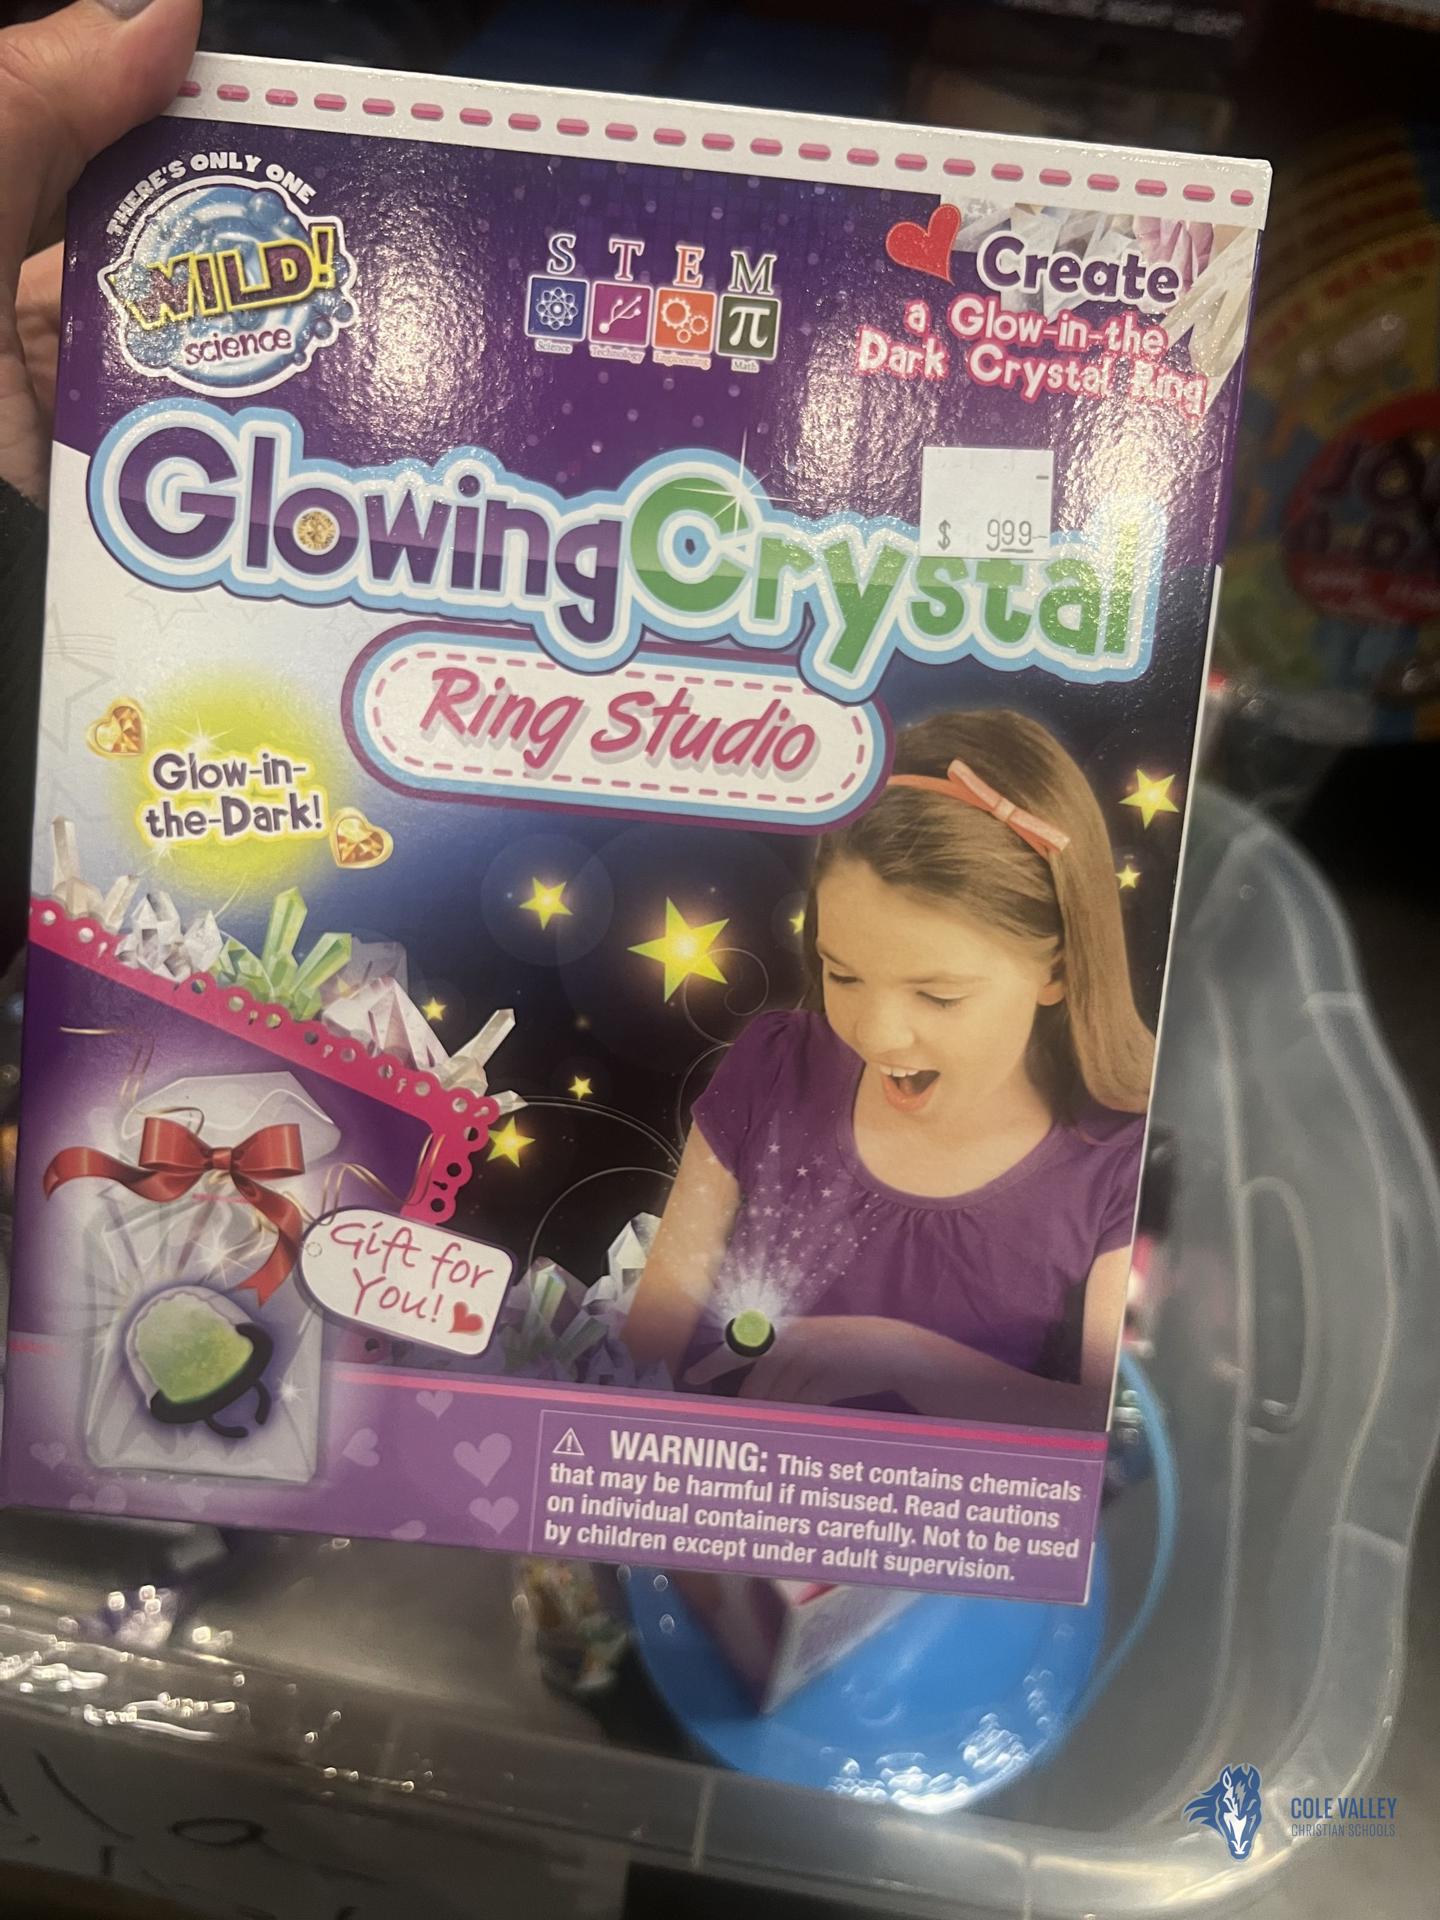 THERE'S ONLY ONE
WILD!
science
S T E M
Science Technology Engineering Math
π
Create
a Glow-in-the
Dark Crystal Ring
$ 9.99
Glowing Crystal
Ring Studio
Glow-in-
the-Dark!
Gift for
You!
⚠ WARNING: This set contains chemicals
that may be harmful if misused. Read cautions
on individual containers carefully. Not to be used
by children except under adult supervision.
COLE VALLEY
CHRISTIAN SCHOOLS